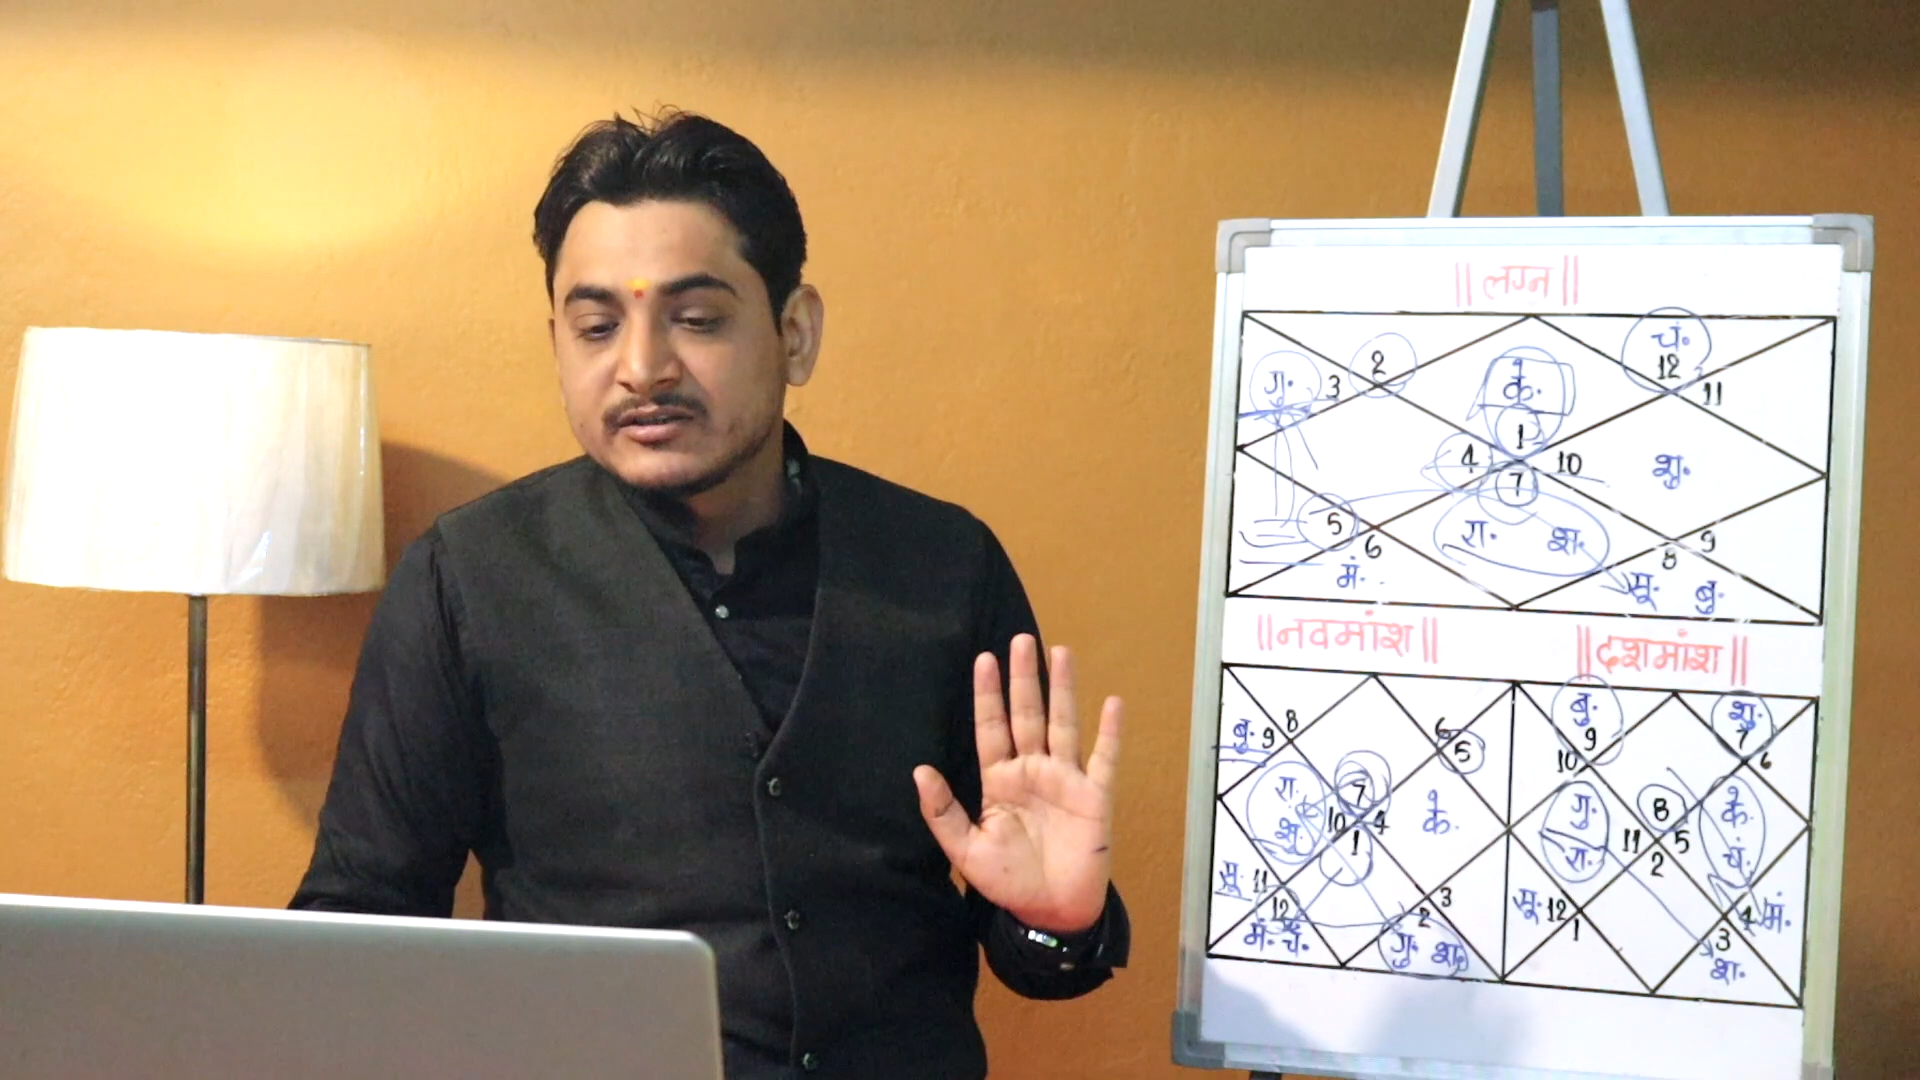 ||लग्न||
चं.
2
12
गु.
3
के.
11
1
4
10
शु.
7
5
रा. श.
9
6
8
मं.
सू. बु.
||नवमांश||
||दशमांश||
बु.
शु.
8
6
9
7
बु. 9
5
10
6
रा.
7
गु.
8
के.
10
4
के.
11
5
1
रा.
2
चं.
सू. 11
3
सू. 12
4 मं.
12
2
1
3
मं. चं.
गु.
श.